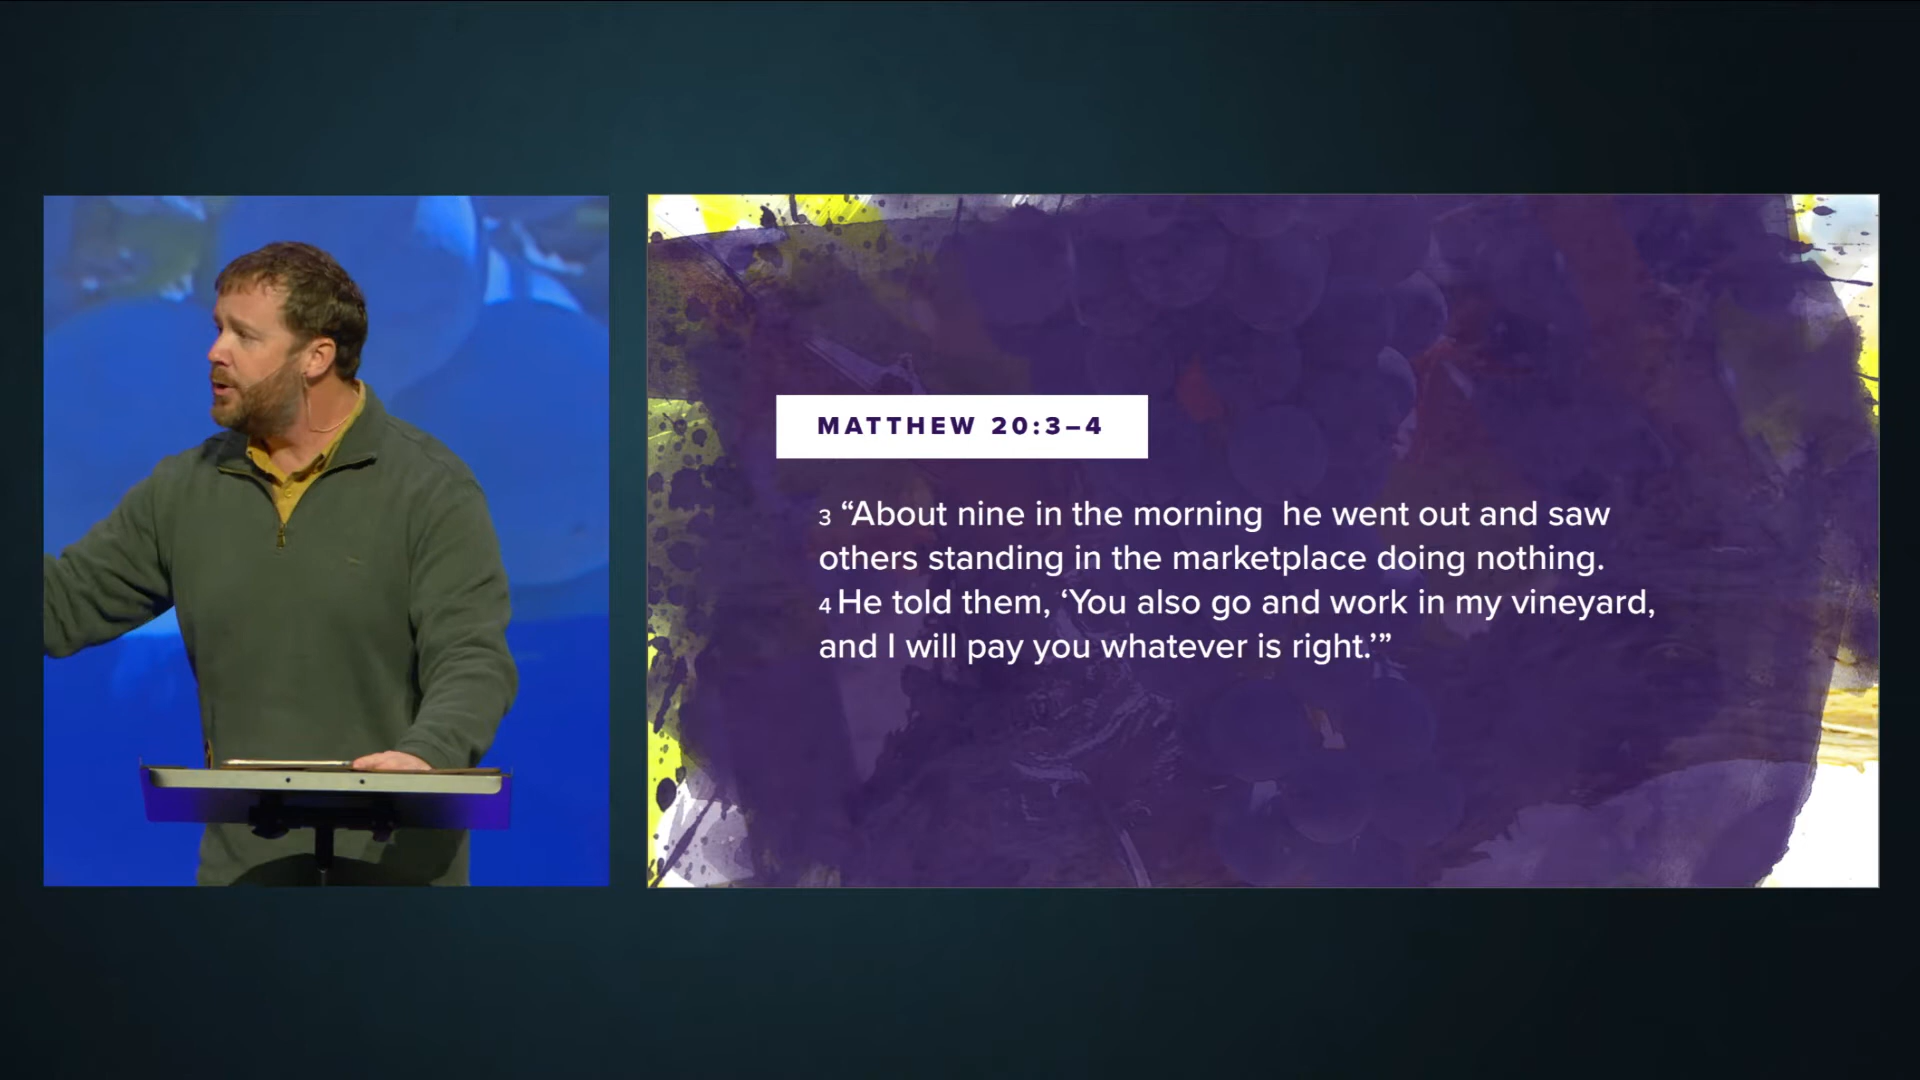 MATTHEW 20:3–4
3 “About nine in the morning  he went out and saw
others standing in the marketplace doing nothing.
4 He told them, ‘You also go and work in my vineyard,
and I will pay you whatever is right.’”